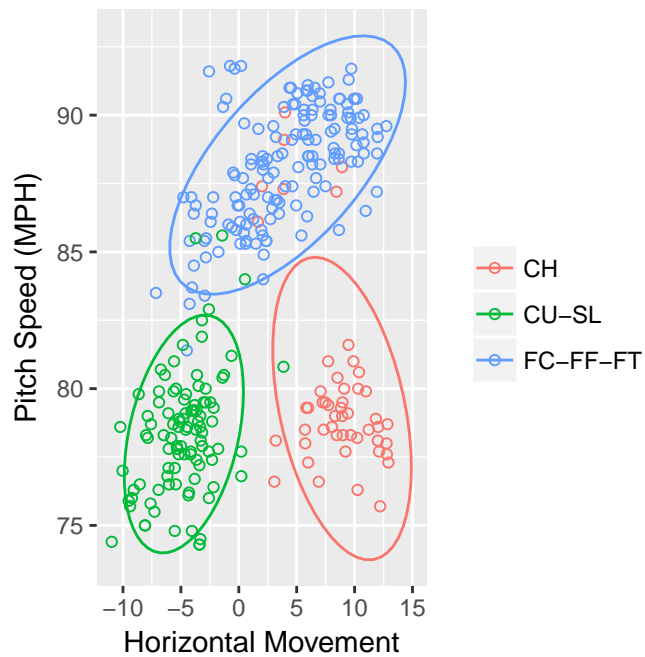 90
85
80
75
Pitch Speed (MPH)
−10 −5 0 5 10 15
Horizontal Movement
CH
CU−SL
FC−FF−FT